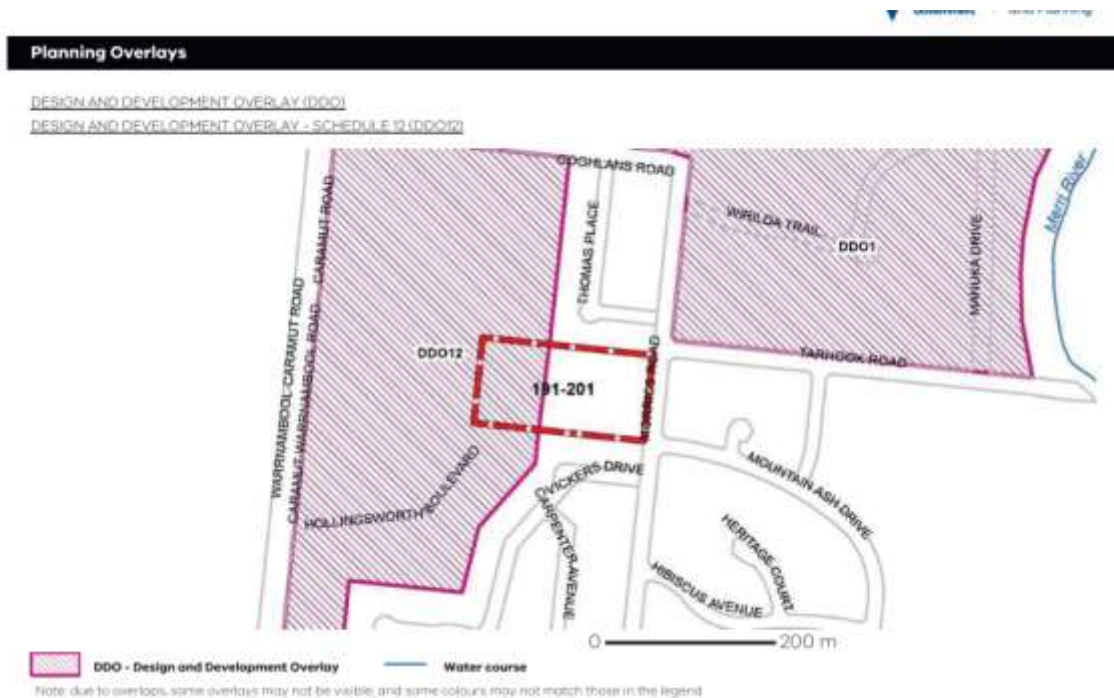 and Planning
Planning Overlays
DESIGN AND DEVELOPMENT OVERLAY (DDO)
DESIGN AND DEVELOPMENT OVERLAY - SCHEDULE 12 (DDO12)
COGHLANS ROAD
CARAMUT ROAD
THOMAS PLACE
WIRILDA TRAIL
DDO1
MANUKA DRIVE
Merri River
WARRNAMBOOL-CARAMUT ROAD
CARAMUT-WARRNAMBOOL ROAD
DDO12
191-201
ROAD
TARHOOK ROAD
HOLLINGSWORTH BOULEVARD
VICKERS DRIVE
CARPENTER AVENUE
MOUNTAIN ASH DRIVE
HERITAGE COURT
HIBISCUS AVENUE
0 200 m
DDO - Design and Development Overlay Water course
Note: due to overlaps, some overlays may not be visible, and some colours may not match those in the legend